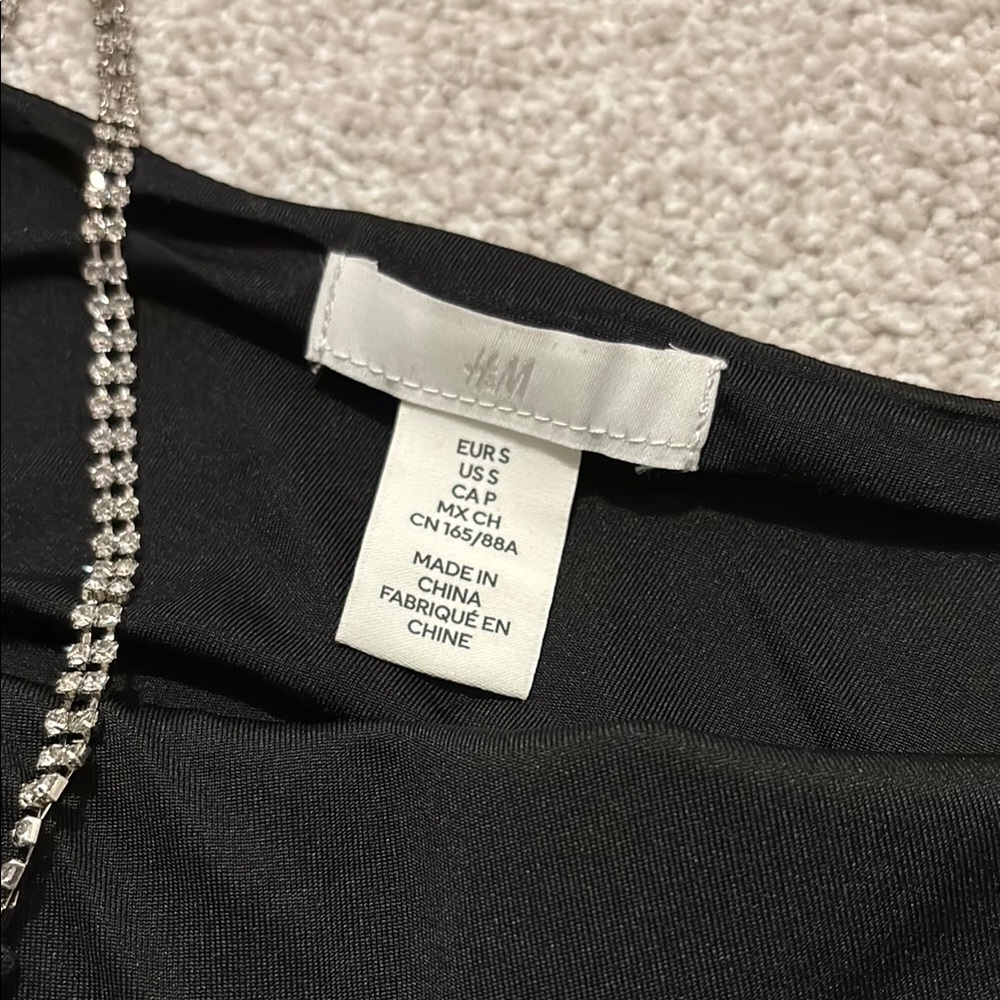 H&M
EUR S
US S
CA P
MX CH
CN 165/88A
MADE IN
CHINA
FABRIQUÉ EN
CHINE